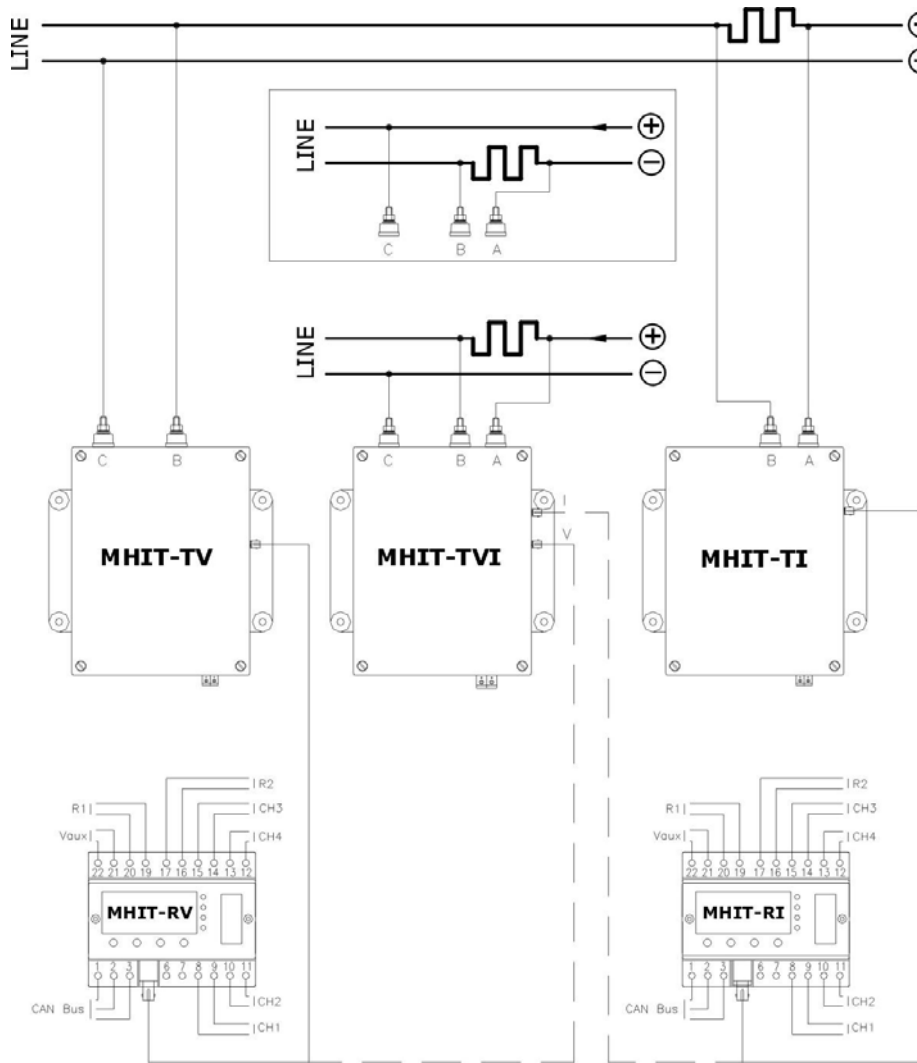 LINE
+
−
LINE
+
−
C B A
LINE
+
−
C B
C B A
B A
I
V
MHIT-TV
MHIT-TVI
MHIT-TI
R2
R1
CH3
Vaux
CH4
22 21 20 19 17 16 15 14 13 12
MHIT-RV
1 2 3 6 7 8 9 10 11
CAN Bus
CH2
CH1
R2
R1
CH3
Vaux
CH4
22 21 20 19 17 16 15 14 13 12
MHIT-RI
1 2 3 6 7 8 9 10 11
CAN Bus
CH2
CH1